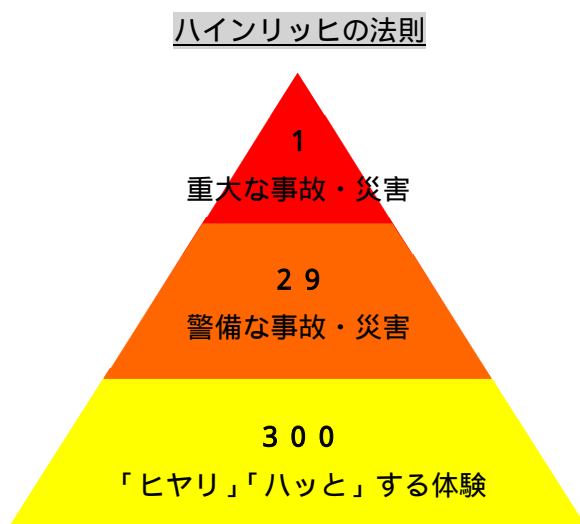 ハインリッヒの法則
1
重大な事故・災害
29
警備な事故・災害
300
「ヒヤリ」「ハッと」する体験